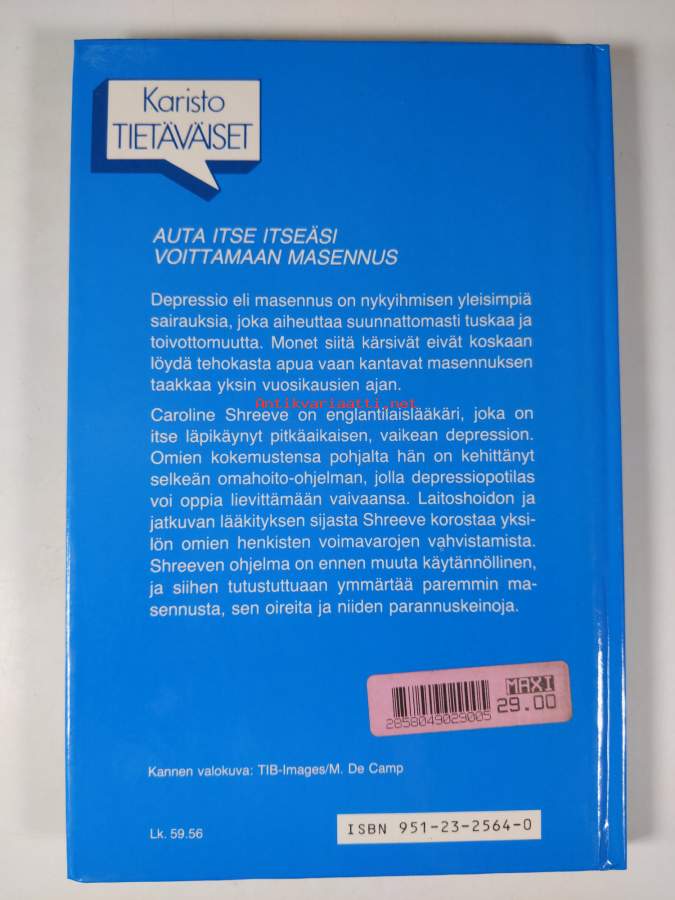 Karisto
TIETÄVÄISET
AUTA ITSE ITSEÄSI
VOITTAMAAN MASENNUS
Depressio eli masennus on nykyihmisen yleisimpiä
sairauksia, joka aiheuttaa suunnattomasti tuskaa ja
toivottomuutta. Monet siitä kärsivät eivät koskaan
löydä tehokasta apua vaan kantavat masennuksen
taakkaa yksin vuosikausien ajan.
Antikvariaatti.net
Caroline Shreeve on englantilaislääkäri, joka on
itse läpikäynyt pitkäaikaisen, vaikean depression.
Omien kokemustensa pohjalta hän on kehittänyt
selkeän omahoito-ohjelman, jolla depressiopotilas
voi oppia lievittämään vaivaansa. Laitoshoidon ja
jatkuvan lääkityksen sijasta Shreeve korostaa yksi-
lön omien henkisten voimavarojen vahvistamista.
Shreeven ohjelma on ennen muuta käytännöllinen,
ja siihen tutustuttuaan ymmärtää paremmin ma-
sennusta, sen oireita ja niiden parannuskeinoja.
MAXI
29.00
2858049029005
Kannen valokuva: TIB-Images/M. De Camp
Lk. 59.56
ISBN 951-23-2564-0